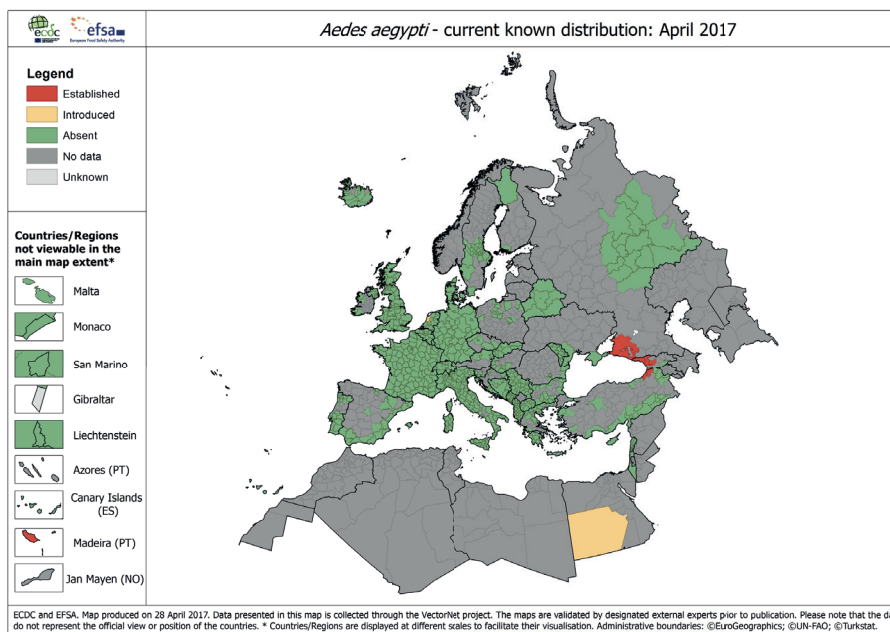 ecdc
efsa
European Food Safety Authority
Aedes aegypti - current known distribution: April 2017
Legend
Established
Introduced
Absent
No data
Unknown
Countries/Regions
not viewable in the
main map extent*
Malta
Monaco
San Marino
Gibraltar
Liechtenstein
Azores (PT)
Canary Islands
(ES)
Madeira (PT)
Jan Mayen (NO)
ECDC and EFSA. Map produced on 28 April 2017. Data presented in this map is collected through the VectorNet project. The maps are validated by designated external experts prior to publication. Please note that the da
do not represent the official view or position of the countries. * Countries/Regions are displayed at different scales to facilitate their visualisation. Administrative boundaries: ©EuroGeographics; ©UN-FAO; ©Turkstat.